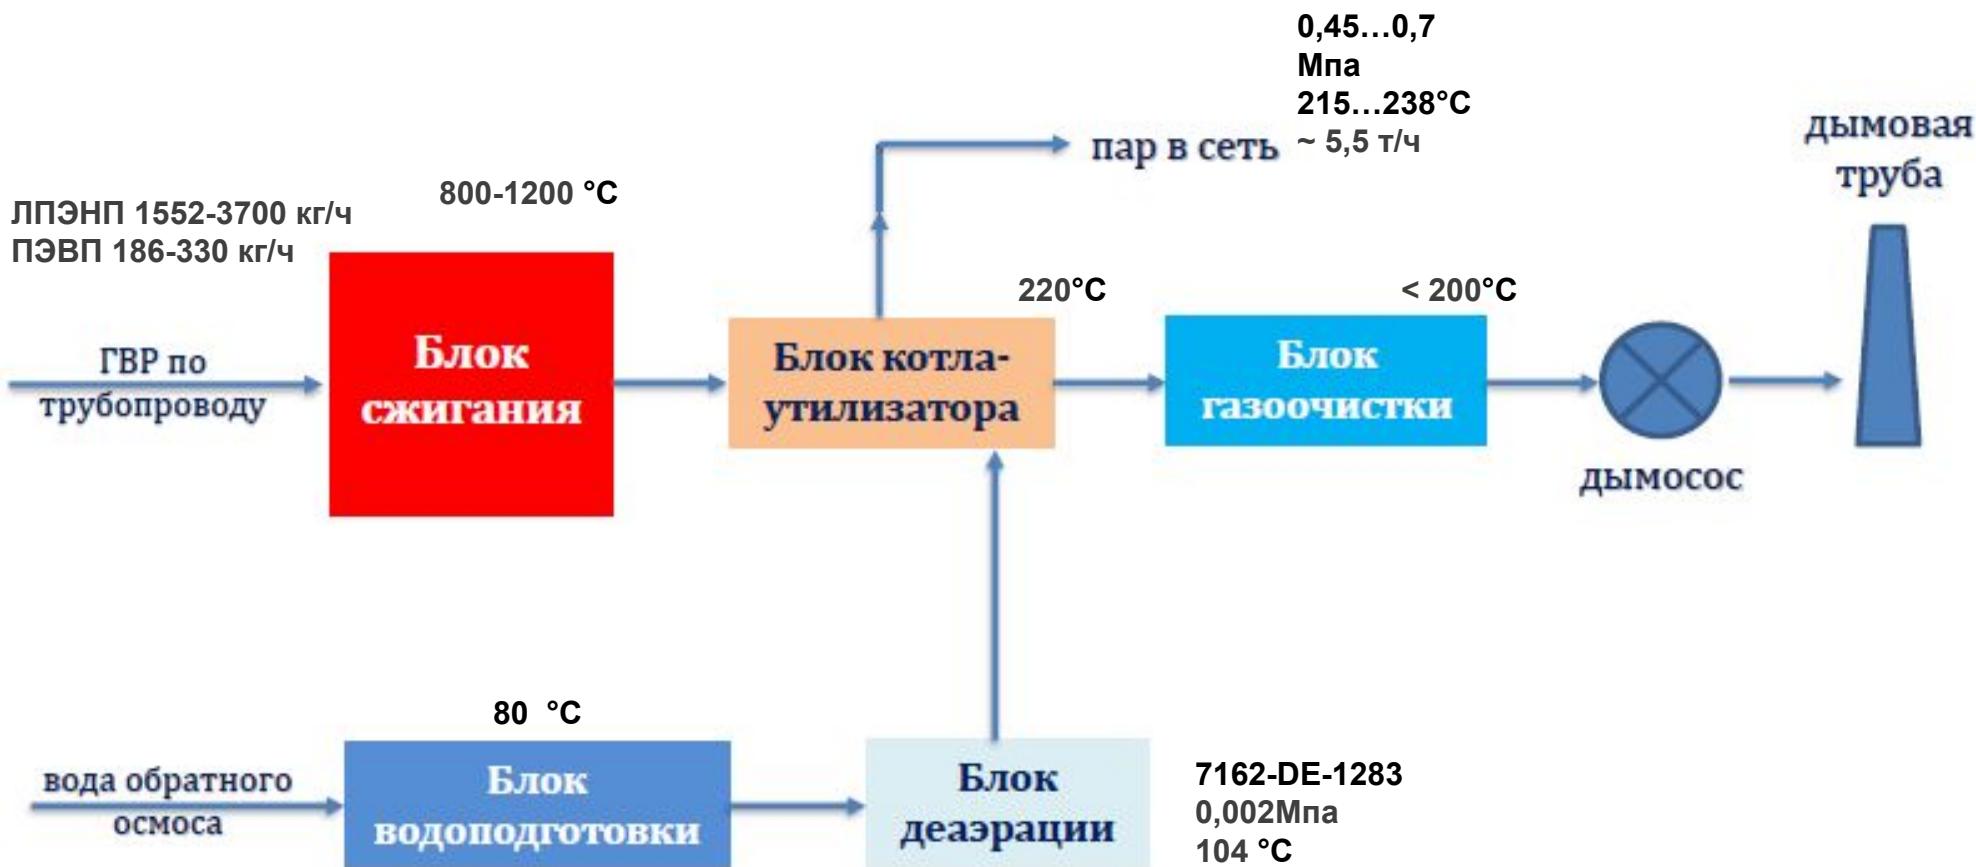 0,45...0,7
Мпа
215...238°C
~ 5,5 т/ч
пар в сеть
дымовая
труба
ЛПЭНП 1552-3700 кг/ч
ПЭВП 186-330 кг/ч
800-1200 °C
220°C
< 200°C
ГВР по
трубопроводу
Блок
сжигания
Блок котла-
утилизатора
Блок
газоочистки
дымосос
80 °C
вода обратного
осмоса
Блок
водоподготовки
Блок
деаэрации
7162-DE-1283
0,002Мпа
104 °C